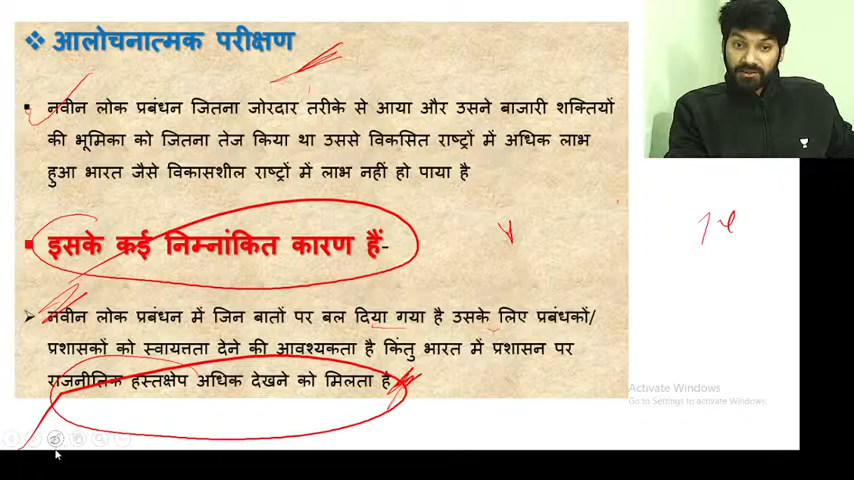 ❖ आलोचनात्मक परीक्षण
▪ नवीन लोक प्रबंधन जितना जोरदार तरीके से आया और उसने बाजारी शक्तियों
की भूमिका को जितना तेज किया था उससे विकसित राष्ट्रों में अधिक लाभ
हुआ भारत जैसे विकासशील राष्ट्रों में लाभ नहीं हो पाया है
▪ इसके कई निम्नांकित कारण हैं-
➢ नवीन लोक प्रबंधन में जिन बातों पर बल दिया गया है उसके लिए प्रबंधकों/
प्रशासकों को स्वायत्तता देने की आवश्यकता है किंतु भारत में प्रशासन पर
राजनीतिक हस्तक्षेप अधिक देखने को मिलता है
Activate Windows
Go to Settings to activate Windows.